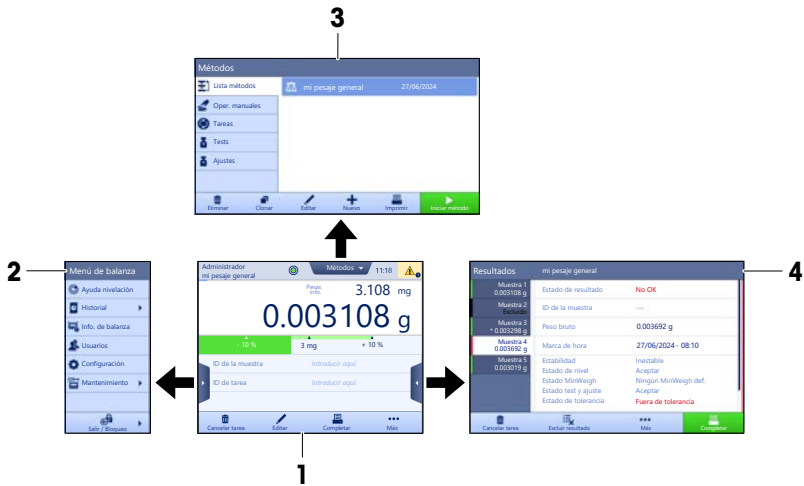 3
Métodos
Lista métodos
mi pesaje general 27/06/2024
Oper. manuales
Tareas
Tests
Ajustes
Eliminar Clonar Editar Nuevo Imprimir Iniciar método
2
Menú de balanza
Ayuda nivelación
Historial
Info. de balanza
Usuarios
Configuración
Mantenimiento
Salir / Bloqueo
Administrador
mi pesaje general
Métodos 11:18
Pesaje
info.
3.108 mg
0.003108 g
- 10 % 3 mg + 10 %
ID de la muestra Introducir aquí
ID de tarea Introducir aquí
Cancelar tarea Editar Completar Más
1
4
Resultados mi pesaje general
Muestra 1
0.003108 g
Muestra 2
Excluido
Muestra 3
* 0.003298 g
Muestra 4
0.003692 g
Muestra 5
0.003019 g
Estado de resultado No OK
ID de la muestra ---
Peso bruto 0.003692 g
Marca de hora 27/06/2024 - 08:10
Estabilidad Inestable
Estado de nivel Aceptar
Estado MinWeigh Ningún MinWeigh def.
Estado test y ajuste Aceptar
Estado de tolerancia Fuera de tolerancia
Cancelar tarea Excluir resultado Más Completar